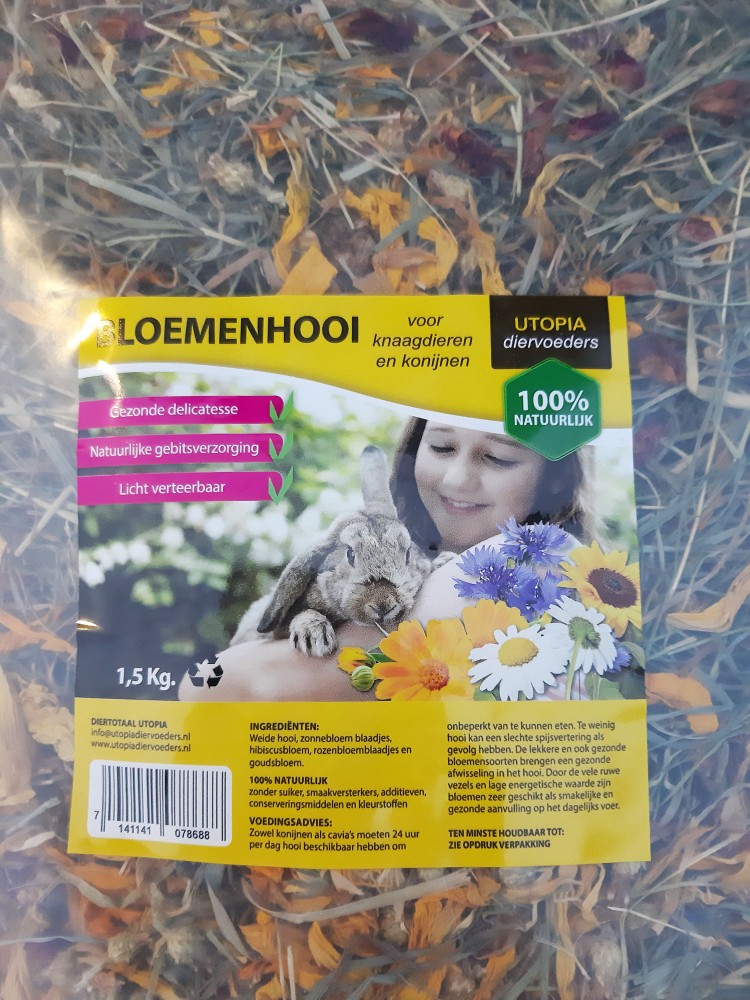 BLOEMENHOOI
voor
knaagdieren
en konijnen
UTOPIA
diervoeders
100%
NATUURLIJK
Gezonde delicatesse
Natuurlijke gebitsverzorging
Licht verteerbaar
1,5 Kg.
DIERTOTAAL UTOPIA
info@utopiadiervoeders.nl
www.utopiadiervoeders.nl
7 141141 078688
INGREDIËNTEN:
Weide hooi, zonnebloem blaadjes,
hibiscusbloem, rozenbloemblaadjes en
goudsbloem.
100% NATUURLIJK
zonder suiker, smaakversterkers, additieven,
conserveringsmiddelen en kleurstoffen
VOEDINGSADVIES:
Zowel konijnen als cavia's moeten 24 uur
per dag hooi beschikbaar hebben om
onbeperkt van te kunnen eten. Te weinig
hooi kan een slechte spijsvertering als
gevolg hebben. De lekkere en ook gezonde
bloemensoorten brengen een gezonde
afwisseling in het hooi. Door de vele ruwe
vezels en lage energetische waarde zijn
bloemen zeer geschikt als smakelijke en
gezonde aanvulling op het dagelijks voer.
TEN MINSTE HOUDBAAR TOT:
ZIE OPDRUK VERPAKKING